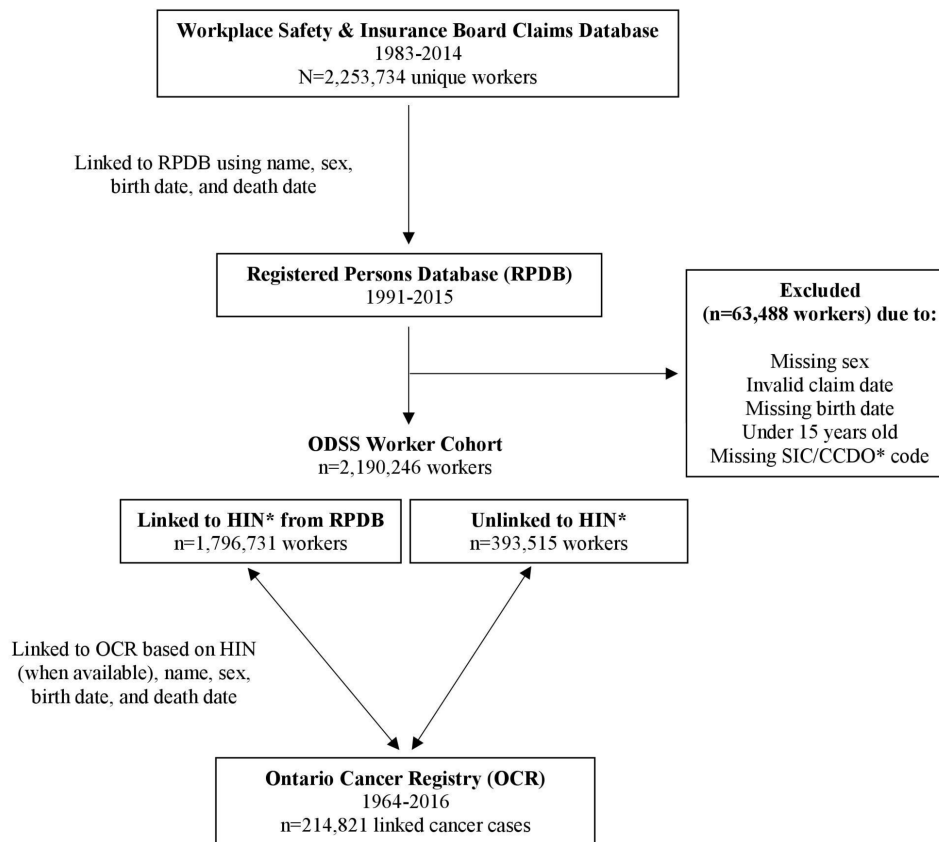 Workplace Safety & Insurance Board Claims Database
1983-2014
N=2,253,734 unique workers
Linked to RPDB using name, sex,
birth date, and death date
Registered Persons Database (RPDB)
1991-2015
Excluded
(n=63,488 workers) due to:
Missing sex
Invalid claim date
Missing birth date
Under 15 years old
Missing SIC/CCDO* code
ODSS Worker Cohort
n=2,190,246 workers
Linked to HIN* from RPDB
n=1,796,731 workers
Unlinked to HIN*
n=393,515 workers
Linked to OCR based on HIN
(when available), name, sex,
birth date, and death date
Ontario Cancer Registry (OCR)
1964-2016
n=214,821 linked cancer cases